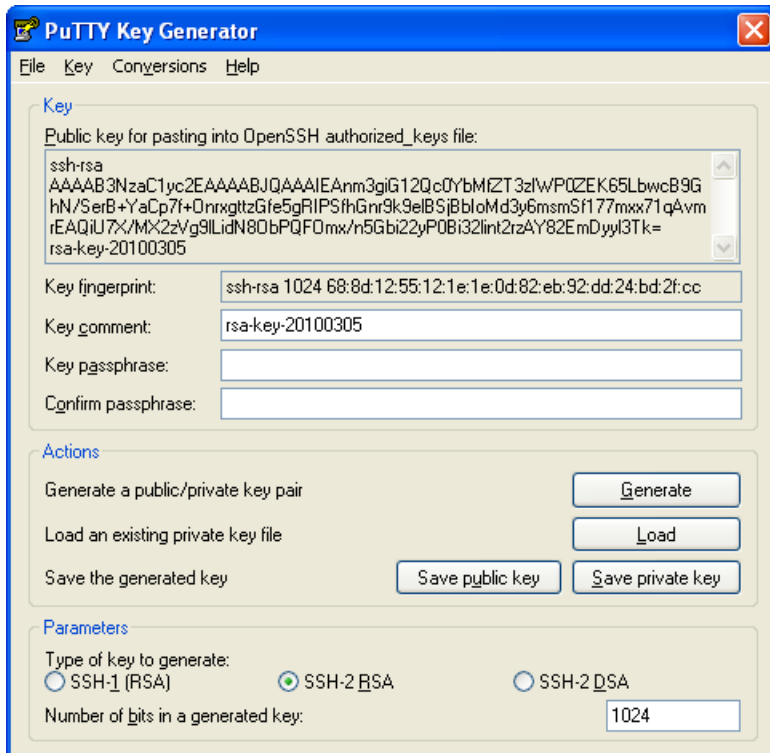 PuTTY Key Generator
File Key Conversions Help
Key
Public key for pasting into OpenSSH authorized_keys file:
ssh-rsa
AAAAB3NzaC1yc2EAAAABJQAAAIEAnm3giG12Qc0YbMfZT3zlWP0ZEK65LbwcB9G
hN/SerB+YaCp7f+OnrxgttzGfe5gRIPSfhGnr9k9elBSjBbIoMd3y6msmSf177mxx71qAvm
rEAQiU7X/MX2zVg9lLidN8ObPQFOmx/n5Gbi22yP0Bi32lint2rzAY82EmDyyl3Tk=
rsa-key-20100305
Key fingerprint: ssh-rsa 1024 68:8d:12:55:12:1e:1e:0d:82:eb:92:dd:24:bd:2f:cc
Key comment: rsa-key-20100305
Key passphrase:
Confirm passphrase:
Actions
Generate a public/private key pair Generate
Load an existing private key file Load
Save the generated key Save public key Save private key
Parameters
Type of key to generate:
SSH-1 (RSA) SSH-2 RSA SSH-2 DSA
Number of bits in a generated key: 1024